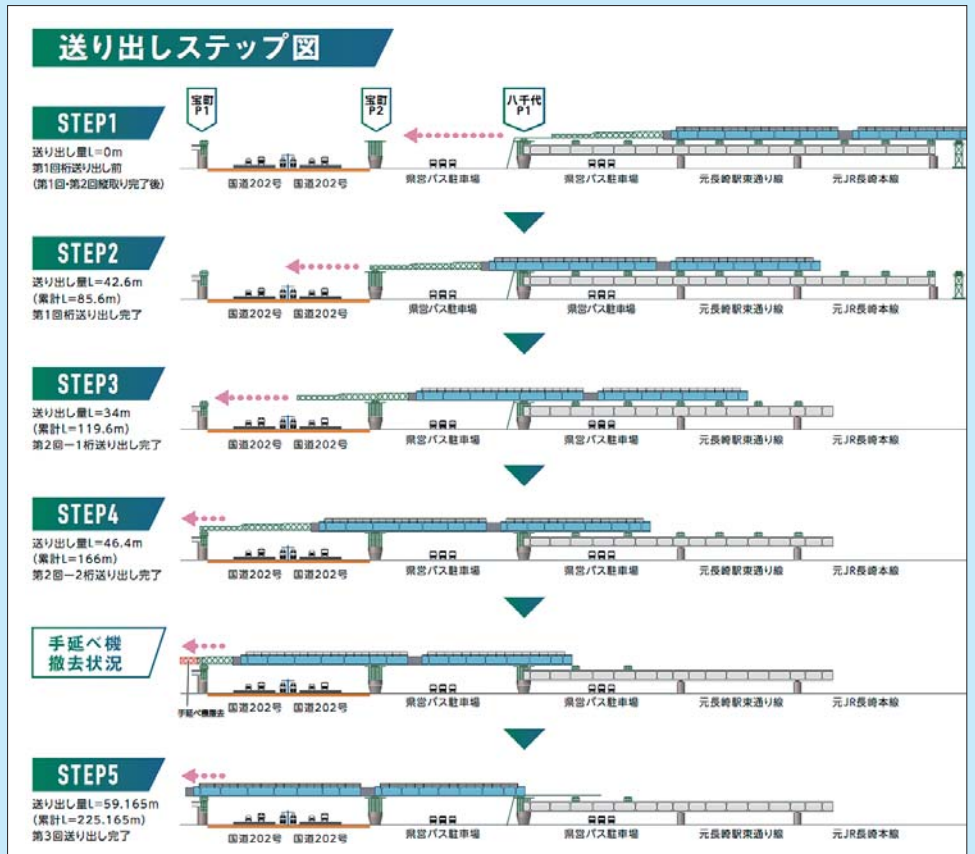 送り出しステップ図
宝町
P1
宝町
P2
八千代
P1
STEP1
送り出し量L=0m
第1回桁送り出し前
(第1回・第2回縦取り完了後)
国道202号 国道202号 県営バス駐車場 元長崎駅東通り線 元JR長崎本線
STEP2
送り出し量L=42.6m
(累計L=85.6m)
第1回桁送り出し完了
国道202号 国道202号 県営バス駐車場 県営バス駐車場 元長崎駅東通り線 元JR長崎本線
STEP3
送り出し量L=34m
(累計L=119.6m)
第2回ー1桁送り出し完了
国道202号 国道202号 県営バス駐車場 県営バス駐車場 元長崎駅東通り線 元JR長崎本線
STEP4
送り出し量L=46.4m
(累計L=166m)
第2回ー2桁送り出し完了
国道202号 国道202号 県営バス駐車場 県営バス駐車場 元長崎駅東通り線 元JR長崎本線
手延べ機
撤去状況
手延べ機撤去
国道202号 国道202号 県営バス駐車場 県営バス駐車場 元長崎駅東通り線 元JR長崎本線
STEP5
送り出し量L=59.165m
(累計L=225.165m)
第3回送り出し完了
国道202号 国道202号 県営バス駐車場 県営バス駐車場 元長崎駅東通り線 元JR長崎本線